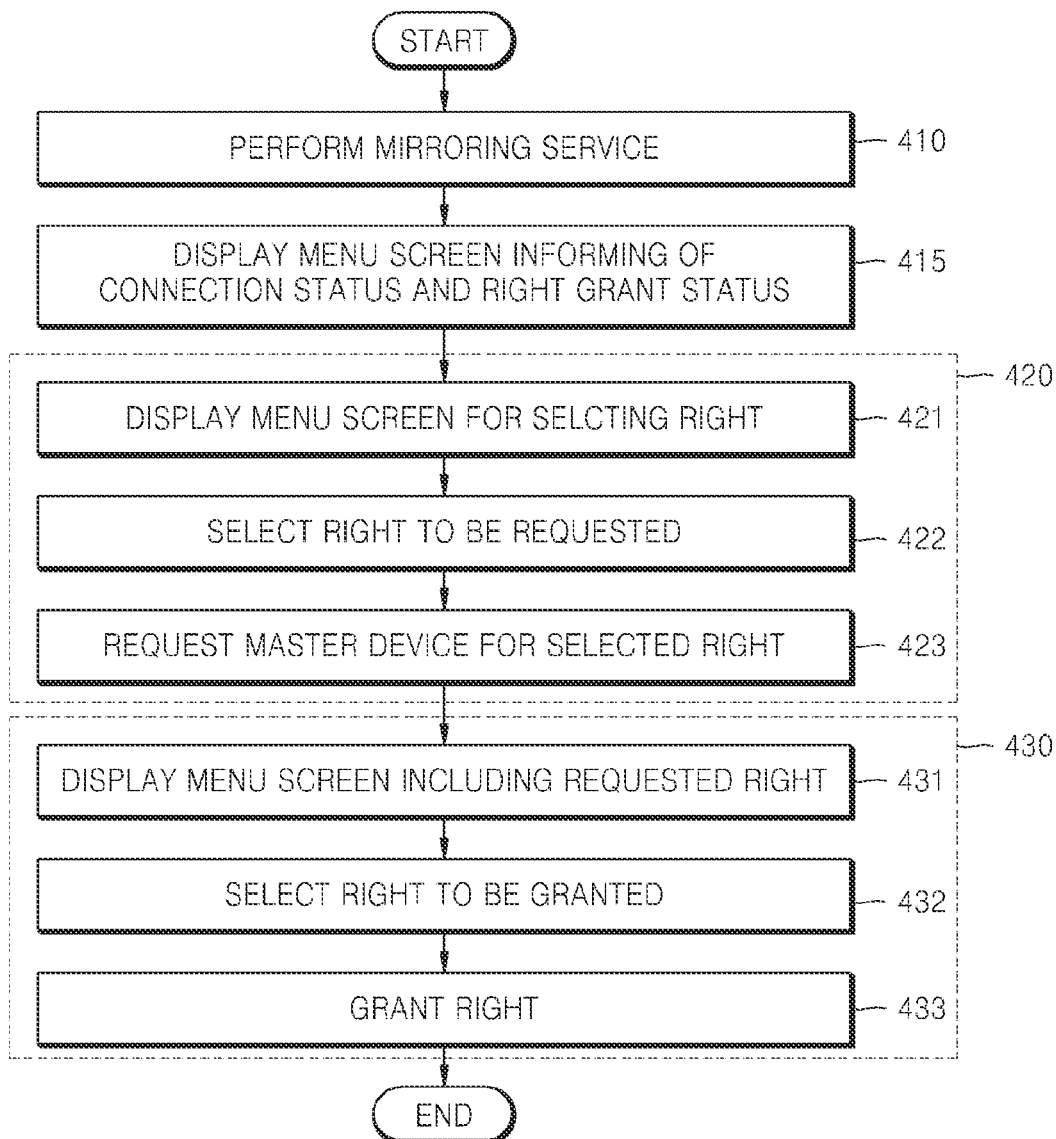 START
PERFORM MIRRORING SERVICE
410
DISPLAY MENU SCREEN INFORMING OF
CONNECTION STATUS AND RIGHT GRANT STATUS
415
420
DISPLAY MENU SCREEN FOR SELCTING RIGHT
421
SELECT RIGHT TO BE REQUESTED
422
REQUEST MASTER DEVICE FOR SELECTED RIGHT
423
430
DISPLAY MENU SCREEN INCLUDING REQUESTED RIGHT
431
SELECT RIGHT TO BE GRANTED
432
GRANT RIGHT
433
END